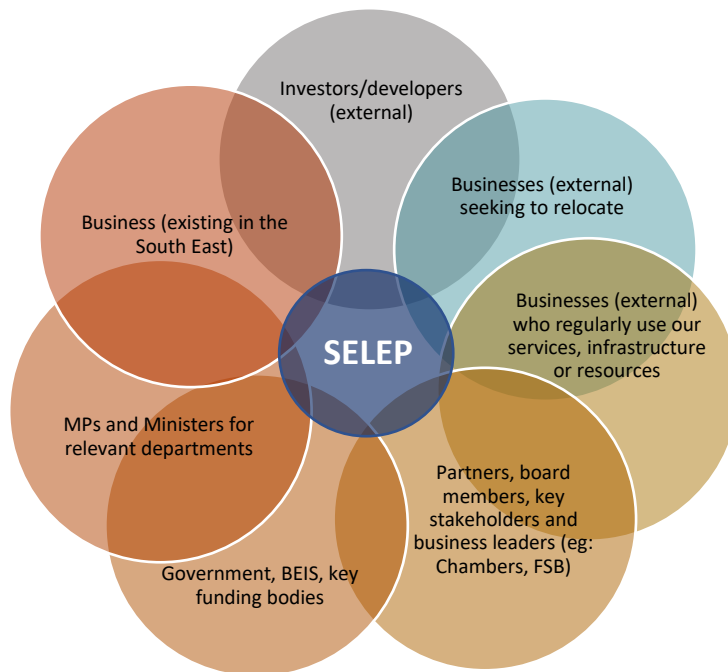 Investors/developers
(external)
Businesses (external)
seeking to relocate
Business (existing in the
South East)
Businesses (external)
who regularly use our
services, infrastructure
or resources
SELEP
MPs and Ministers for
relevant departments
Partners, board
members, key
stakeholders and
business leaders (eg:
Chambers, FSB)
Government, BEIS, key
funding bodies